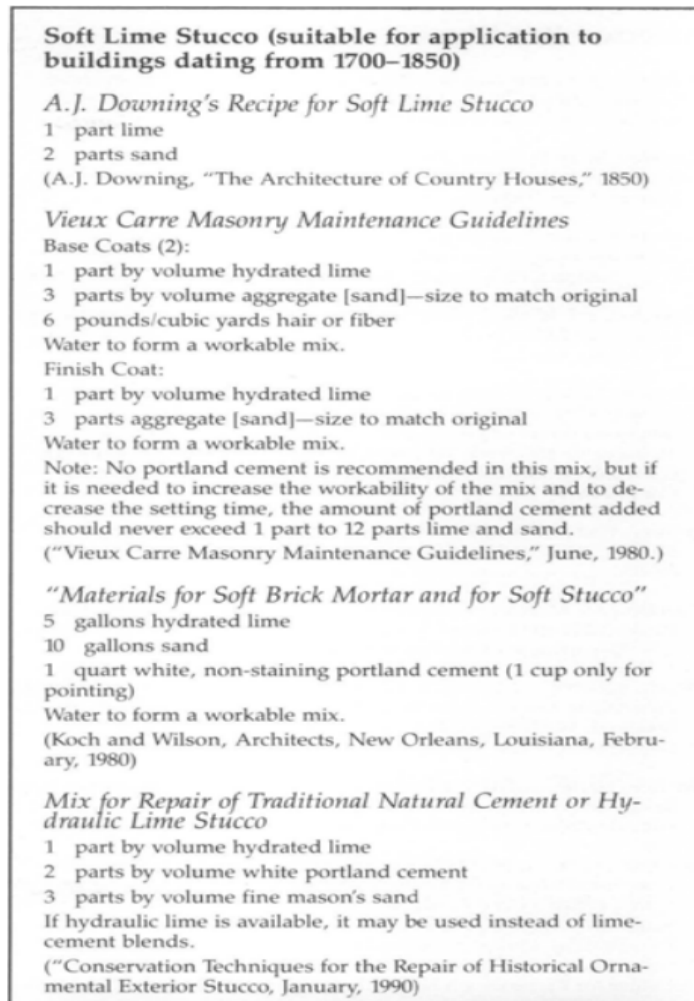 Soft Lime Stucco (suitable for application to
buildings dating from 1700–1850)
A.J. Downing's Recipe for Soft Lime Stucco
1 part lime
2 parts sand
(A.J. Downing, "The Architecture of Country Houses," 1850)
Vieux Carre Masonry Maintenance Guidelines
Base Coats (2):
1 part by volume hydrated lime
3 parts by volume aggregate [sand]—size to match original
6 pounds/cubic yards hair or fiber
Water to form a workable mix.
Finish Coat:
1 part by volume hydrated lime
3 parts aggregate [sand]—size to match original
Water to form a workable mix.
Note: No portland cement is recommended in this mix, but if
it is needed to increase the workability of the mix and to de-
crease the setting time, the amount of portland cement added
should never exceed 1 part to 12 parts lime and sand.
("Vieux Carre Masonry Maintenance Guidelines," June, 1980.)
"Materials for Soft Brick Mortar and for Soft Stucco"
5 gallons hydrated lime
10 gallons sand
1 quart white, non-staining portland cement (1 cup only for
pointing)
Water to form a workable mix.
(Koch and Wilson, Architects, New Orleans, Louisiana, Febru-
ary, 1980)
Mix for Repair of Traditional Natural Cement or Hy-
draulic Lime Stucco
1 part by volume hydrated lime
2 parts by volume white portland cement
3 parts by volume fine mason's sand
If hydraulic lime is available, it may be used instead of lime-
cement blends.
("Conservation Techniques for the Repair of Historical Orna-
mental Exterior Stucco, January, 1990)